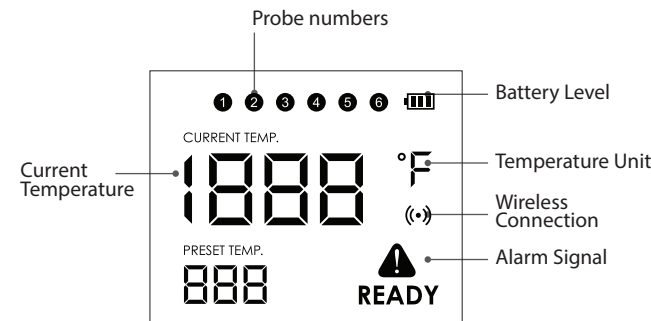 Probe numbers
1 2 3 4 5 6
Battery Level
CURRENT TEMP.
Current
Temperature
1888
°F
Temperature Unit
Wireless
Connection
PRESET TEMP.
888
Alarm Signal
READY